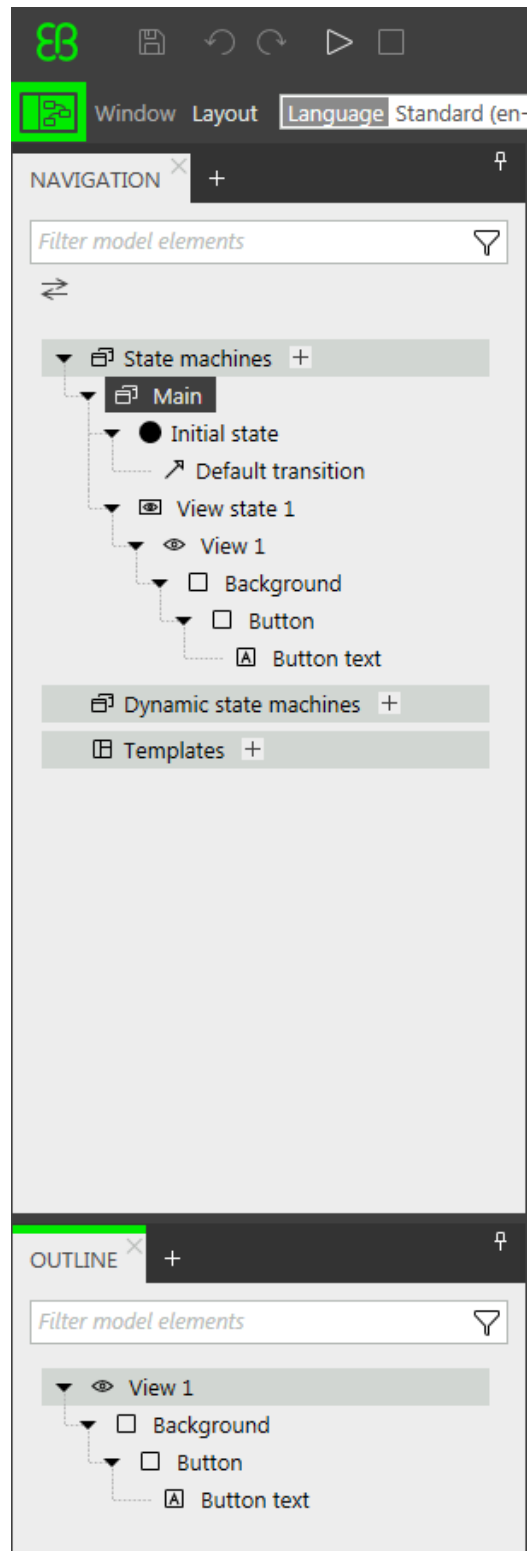 EB
Window Layout Language Standard (en-
NAVIGATION
Filter model elements
State machines
Main
Initial state
Default transition
View state 1
View 1
Background
Button
A Button text
Dynamic state machines
Templates
OUTLINE
Filter model elements
View 1
Background
Button
A Button text